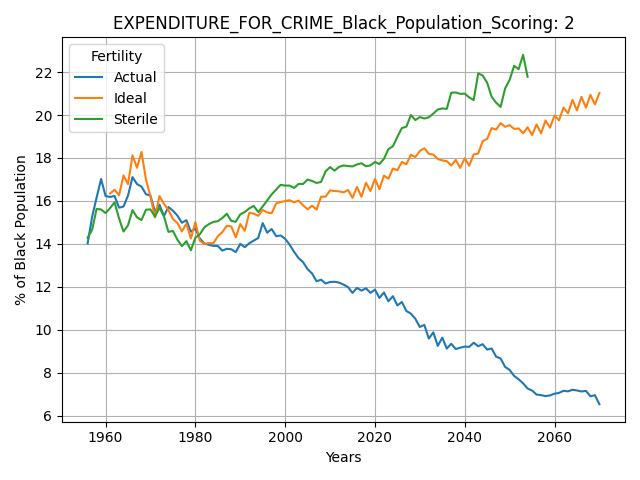 EXPENDITURE_FOR_CRIME_Black_Population_Scoring: 2
Fertility
Actual
Ideal
Sterile
% of Black Population
22
20
18
16
14
12
10
8
6
1960
1980
2000
2020
2040
2060
Years